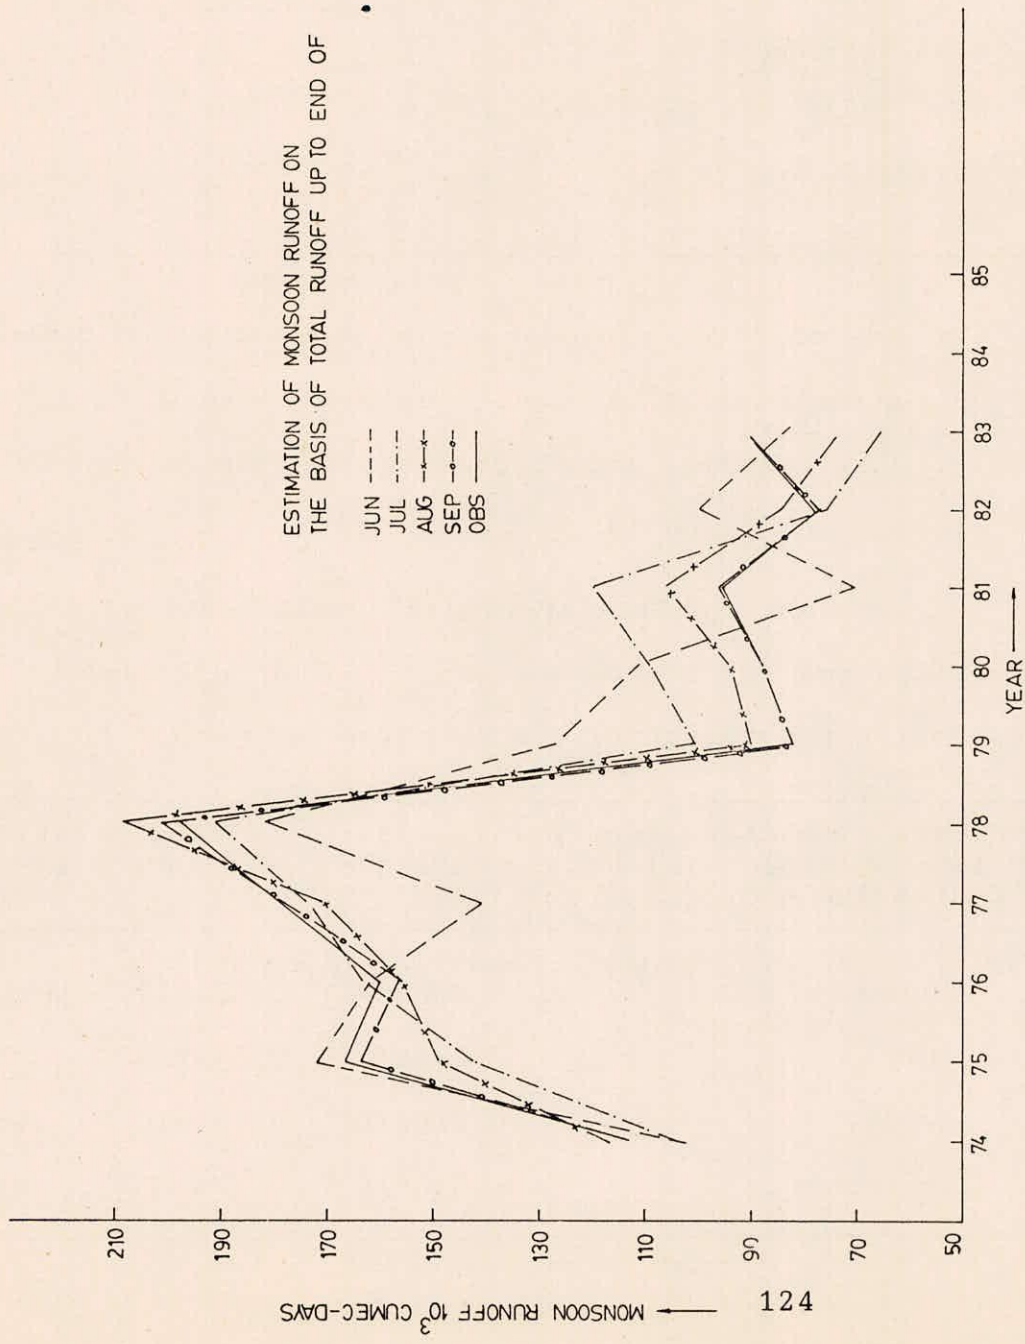 ESTIMATION OF MONSOON RUNOFF ON
THE BASIS OF TOTAL RUNOFF UP TO END OF
JUN
JUL
AUG
SEP
OBS
MONSOON RUNOFF 10³ CUMEC-DAYS
210
190
170
150
130
110
90
70
50
74
75
76
77
78
79
80
81
82
83
84
85
YEAR
124